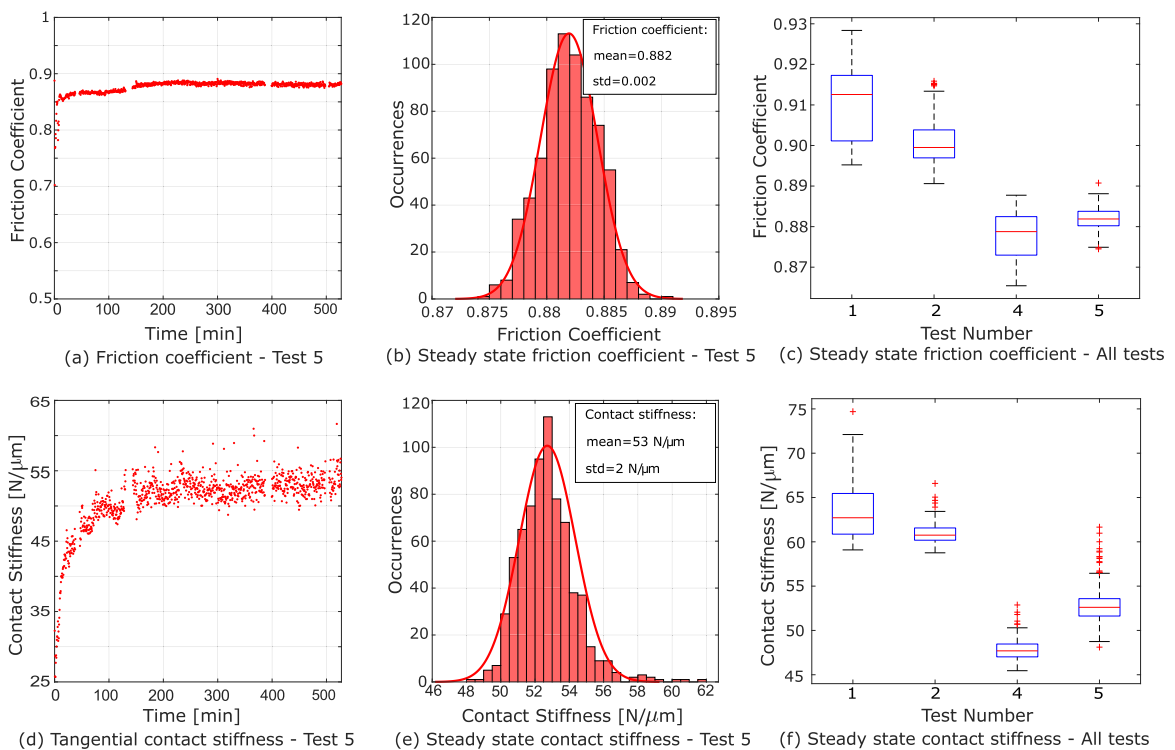 1
0.9
0.8
0.7
0.6
0.5
0 100 200 300 400 500
Friction Coefficient
Time [min]
(a) Friction coefficient - Test 5
120
100
80
60
40
20
0
0.87 0.875 0.88 0.885 0.89 0.895
Occurrences
Friction coefficient:
mean=0.882
std=0.002
Friction Coefficient
(b) Steady state friction coefficient - Test 5
0.93
0.92
0.91
0.90
0.89
0.88
0.87
1 2 4 5
Friction Coefficient
Test Number
(c) Steady state friction coefficient - All tests
65
55
45
35
25
0 100 200 300 400 500
Contact Stiffness [N/μm]
Time [min]
(d) Tangential contact stiffness - Test 5
120
100
80
60
40
20
0
46 48 50 52 54 56 58 60 62
Occurrences
Contact stiffness:
mean=53 N/μm
std=2 N/μm
Contact Stiffness [N/μm]
(e) Steady state contact stiffness - Test 5
75
70
65
60
55
50
45
1 2 4 5
Contact Stiffness [N/μm]
Test Number
(f) Steady state contact stiffness - All tests